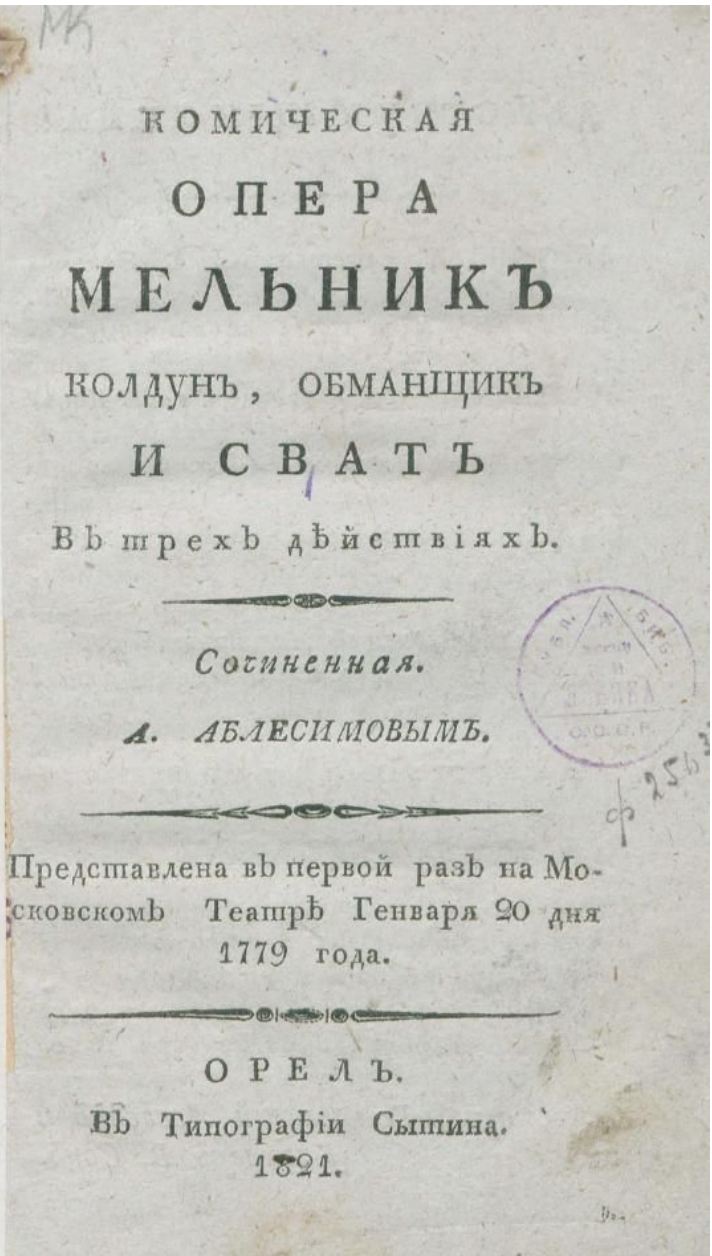 КОМИЧЕСКАЯ
ОПЕРА
МЕЛЬНИКЪ
КОЛДУНЪ, ОБМАНЩИКЪ
И СВАТЪ
Въ трехъ дѣйствіяхъ.
Сочиненная.
А. АБЛЕСИМОВЫМЪ.
Представлена въ первой разъ на Мо-
сковскомъ Театрѣ Генваря 20 дня
1779 года.
ОРЕЛЪ.
Въ Типографіи Сытина.
1821.